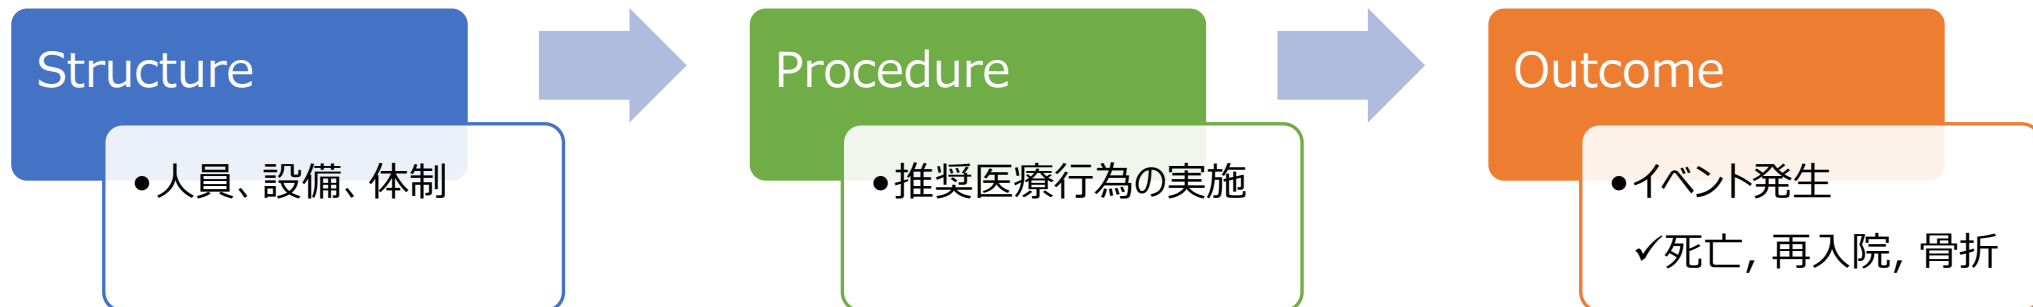 Structure
•人員、設備、体制
Procedure
•推奨医療行為の実施
Outcome
•イベント発生
✓死亡, 再入院, 骨折